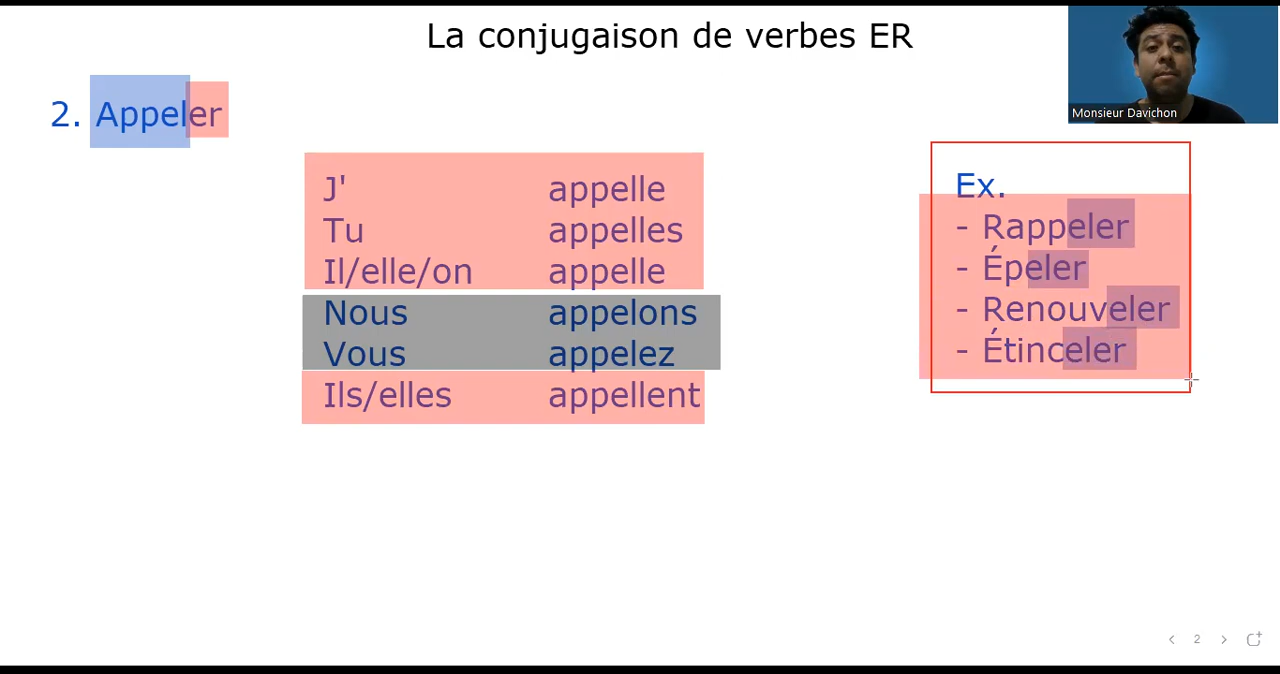 La conjugaison de verbes ER
Monsieur Davichon
2. Appeler
J' appelle
Tu appelles
Il/elle/on appelle
Nous appelons
Vous appelez
Ils/elles appellent
Ex.
- Rappeler
- Épeler
- Renouveler
- Étinceler
2